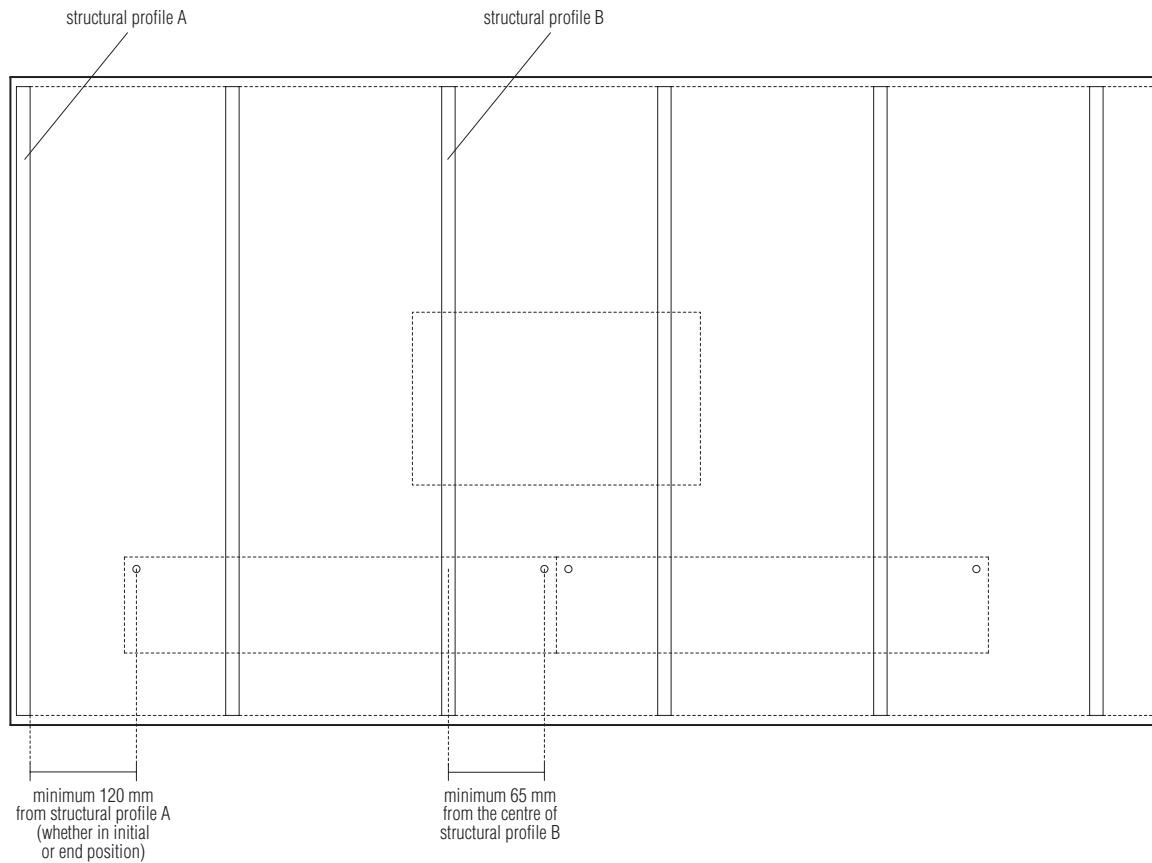 structural profile A
structural profile B
minimum 120 mm
from structural profile A
(whether in initial
or end position)
minimum 65 mm
from the centre of
structural profile B